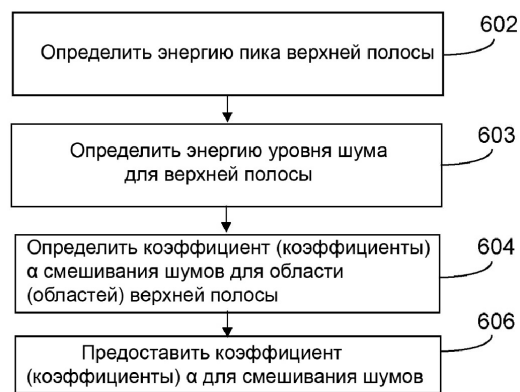 602
Определить энергию пика верхней полосы
603
Определить энергию уровня шума
для верхней полосы
604
Определить коэффициент (коэффициенты)
α смешивания шумов для области
(областей) верхней полосы
606
Предоставить коэффициент
(коэффициенты) α для смешивания шумов